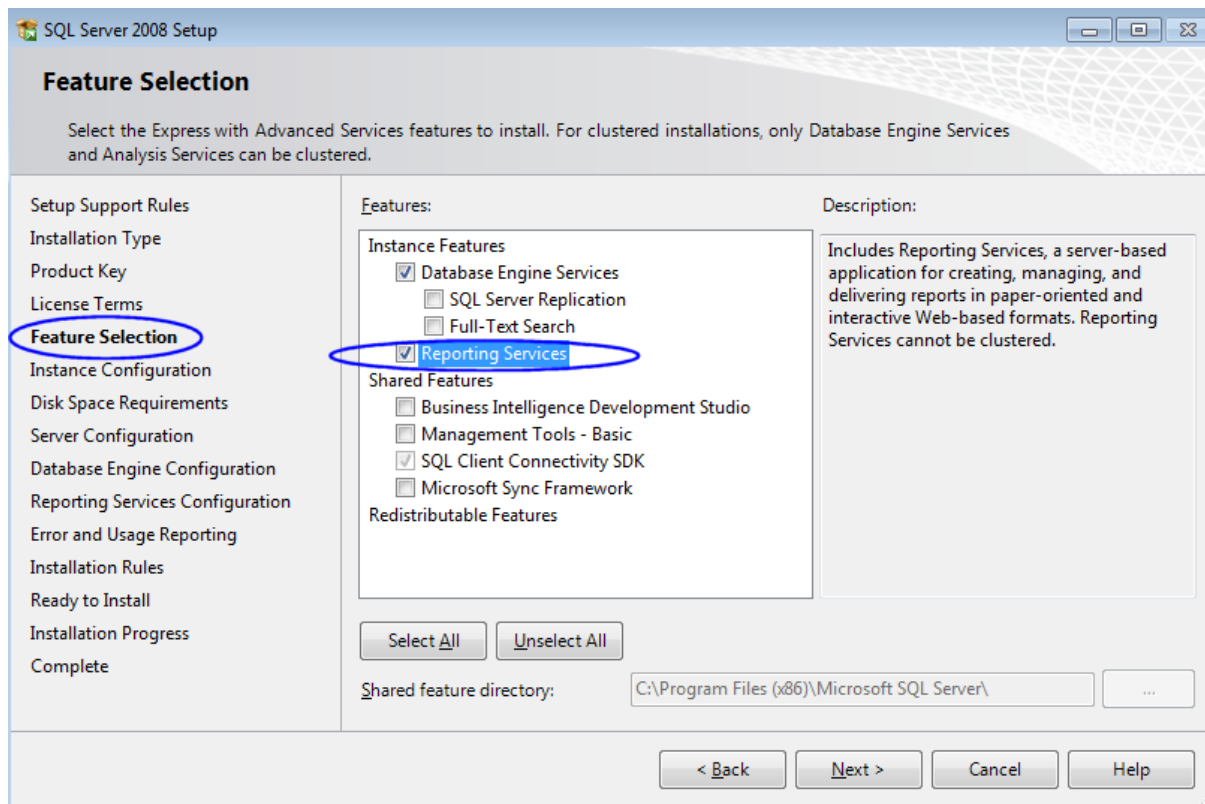 SQL Server 2008 Setup
Feature Selection
Select the Express with Advanced Services features to install. For clustered installations, only Database Engine Services
and Analysis Services can be clustered.
Setup Support Rules
Installation Type
Product Key
License Terms
Feature Selection
Instance Configuration
Disk Space Requirements
Server Configuration
Database Engine Configuration
Reporting Services Configuration
Error and Usage Reporting
Installation Rules
Ready to Install
Installation Progress
Complete
Features:
Instance Features
Database Engine Services
SQL Server Replication
Full-Text Search
Reporting Services
Shared Features
Business Intelligence Development Studio
Management Tools - Basic
SQL Client Connectivity SDK
Microsoft Sync Framework
Redistributable Features
Description:
Includes Reporting Services, a server-based
application for creating, managing, and
delivering reports in paper-oriented and
interactive Web-based formats. Reporting
Services cannot be clustered.
Select All
Unselect All
Shared feature directory:
C:\Program Files (x86)\Microsoft SQL Server\
...
< Back
Next >
Cancel
Help